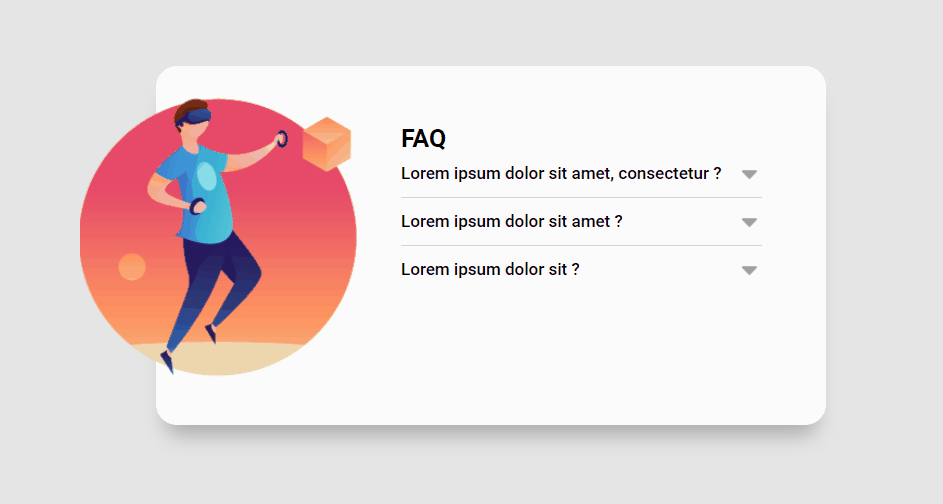 FAQ
Lorem ipsum dolor sit amet, consectetur ?
Lorem ipsum dolor sit amet ?
Lorem ipsum dolor sit ?